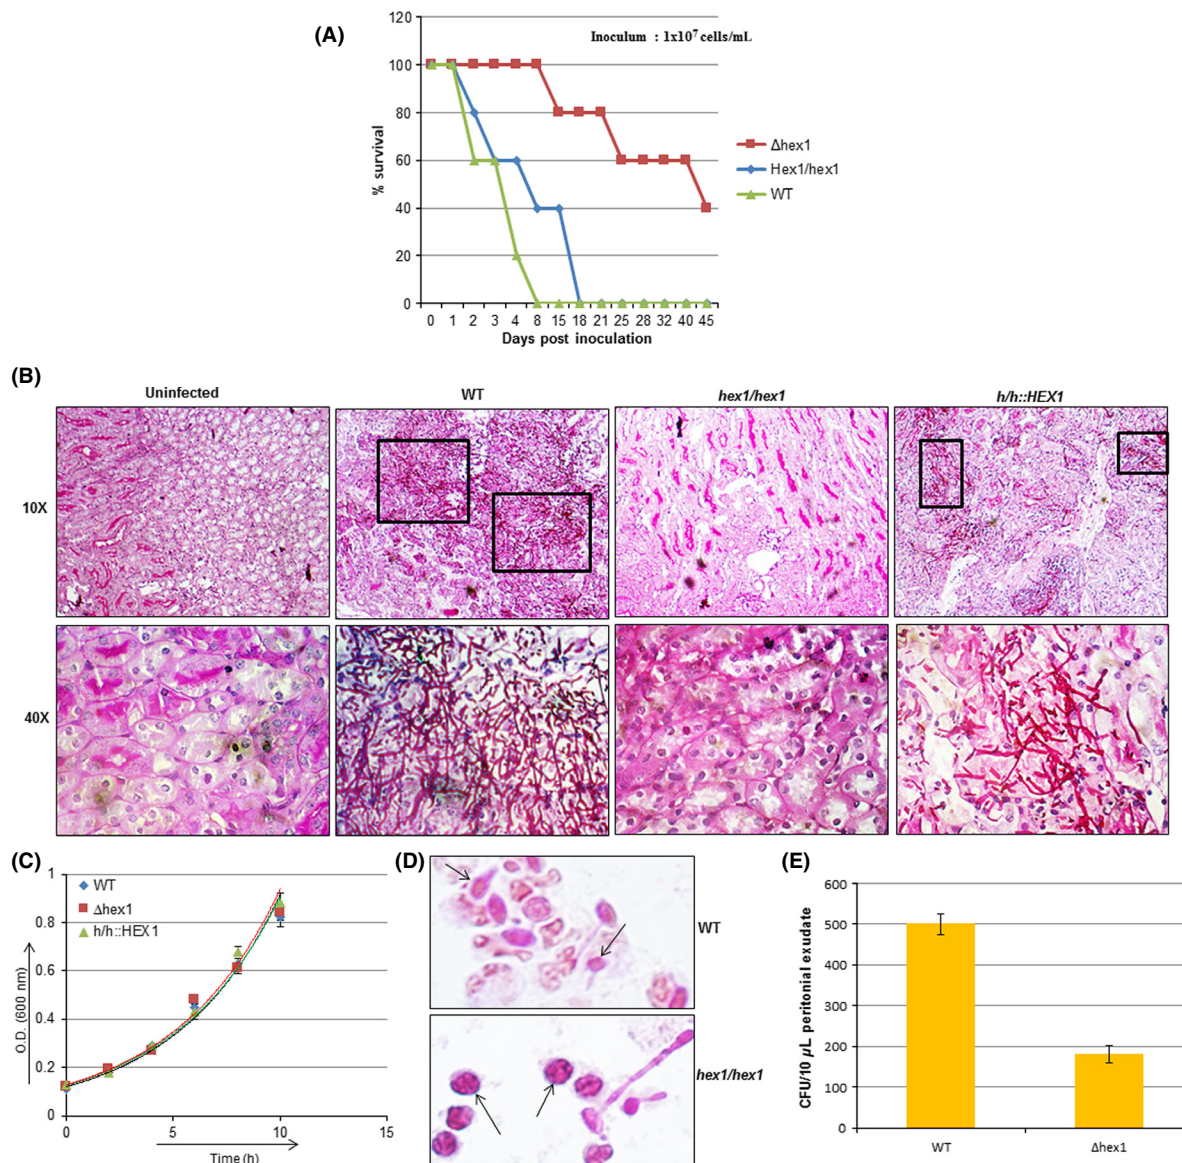 (A)
Inoculum : 1x10⁷ cells/mL
120
100
80
60
40
20
0
% survival
0 1 2 3 4 8 15 18 21 25 28 32 40 45
Days post inoculation
Δhex1
Hex1/hex1
WT
(B)
Uninfected WT hex1/hex1 h/h::HEX1
10X
40X
(C)
WT
Δhex1
h/h::HEX1
1
0.8
0.6
0.4
0.2
0
O.D. (600 nm)
0 5 10
Time (h)
(D)
WT
hex1/hex1
(E)
600
500
400
300
200
100
0
CFU/10 µL peritonial exudate
WT Δhex1